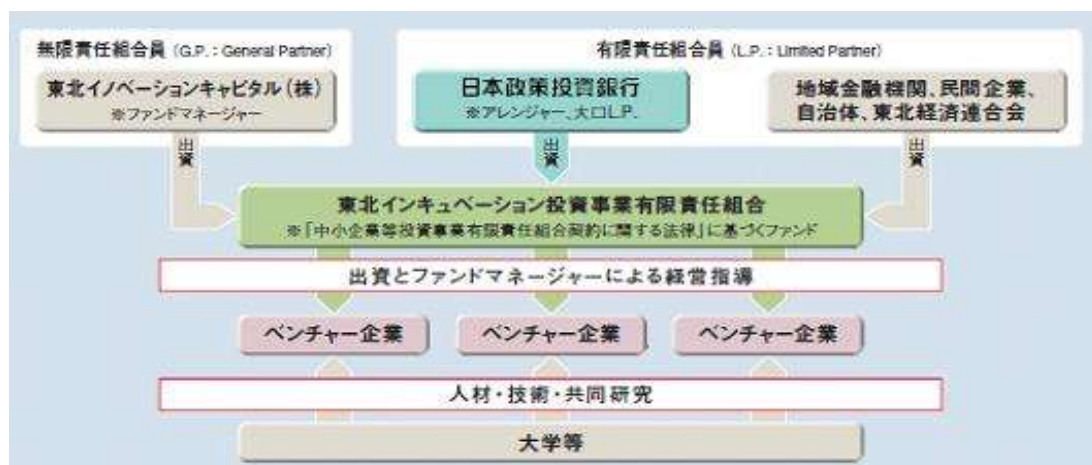 無限責任組合員 (G.P.:General Partner)
東北イノベーションキャピタル(株)
※ファンドマネージャー
有限責任組合員 (L.P.:Limited Partner)
日本政策投資銀行
※アレンジャー、大口L.P.
地域金融機関、民間企業、
自治体、東北経済連合会
出資
出資
出資
東北インキュベーション投資事業有限責任組合
※「中小企業等投資事業有限責任組合契約に関する法律」に基づくファンド
出資とファンドマネージャーによる経営指導
ベンチャー企業
ベンチャー企業
ベンチャー企業
人材・技術・共同研究
大学等